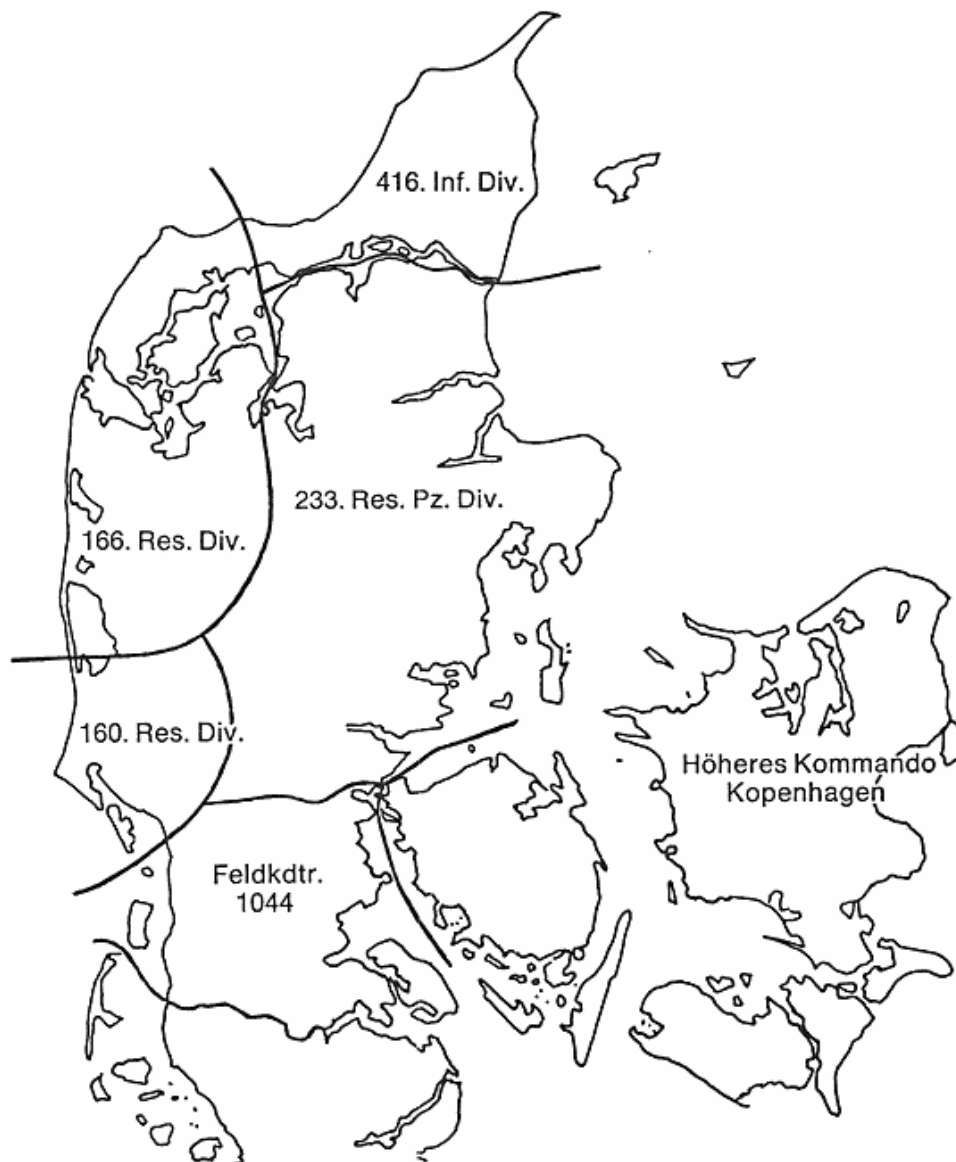 416. Inf. Div.
233. Res. Pz. Div.
166. Res. Div.
160. Res. Div.
Höheres Kommando
Kopenhagen
Feldkdtr.
1044